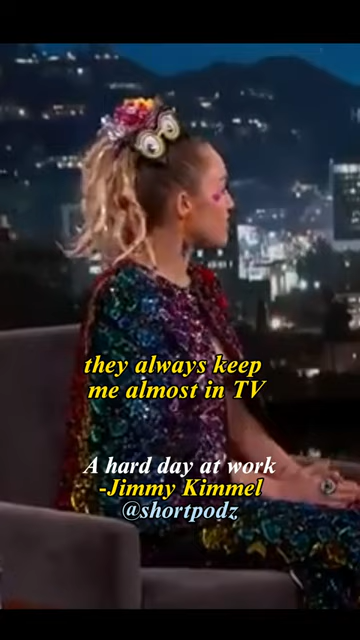 they always keep
me almost in TV
A hard day at work
-Jimmy Kimmel
@shortpodz